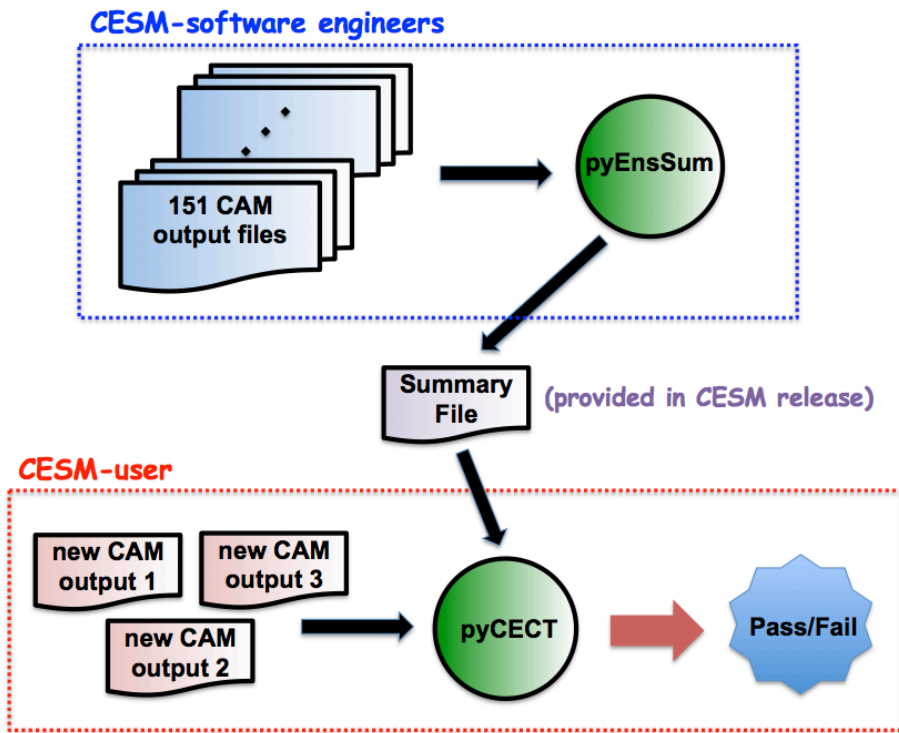 CESM-software engineers
151 CAM
output files
pyEnsSum
Summary
File
(provided in CESM release)
CESM-user
new CAM
output 1
new CAM
output 3
new CAM
output 2
pyCECT
Pass/Fail